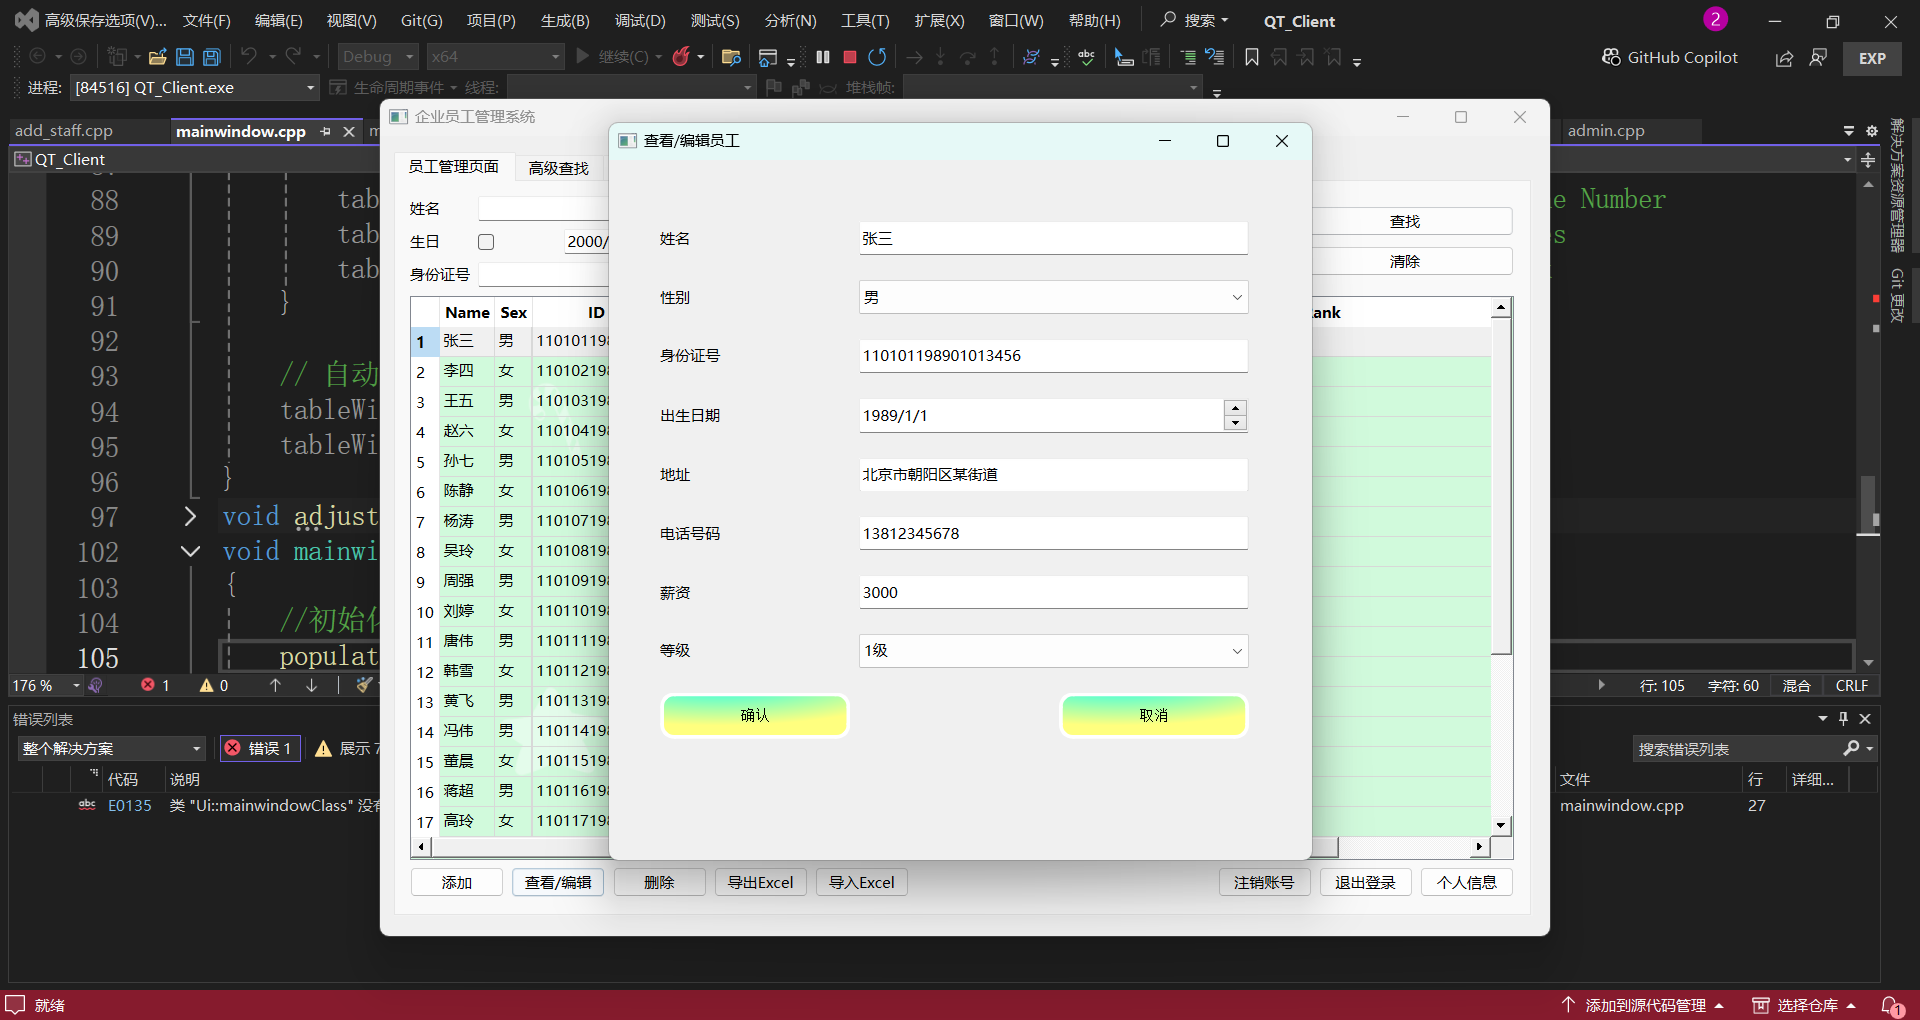 高级保存选项(V)... 文件(F) 编辑(E) 视图(V) Git(G) 项目(P) 生成(B) 调试(D) 测试(S) 分析(N) 工具(T) 扩展(X) 窗口(W) 帮助(H) 搜索 QT_Client 2
Debug x64 继续(C) abc GitHub Copilot EXP
进程: [84516] QT_Client.exe 生命周期事件 线程: 堆栈帧:
add_staff.cpp mainwindow.cpp m admin.cpp
QT_Client
解决方案资源管理器
Git 更改
88 tab e Number
89 tab s
90 tab
91 }
92
93 // 自动
94 tableWi
95 tableWi
96 }
97 void adjust
102 void mainwi
103 {
104 //初始化
105 populat
176 % 1 0 行: 105 字符: 60 混合 CRLF
错误列表
整个解决方案 错误 1 展示 7 搜索错误列表
代码 说明 文件 行 详细...
abc E0135 类 "Ui::mainwindowClass" 没有 mainwindow.cpp 27
就绪 添加到源代码管理 选择仓库 1
企业员工管理系统
员工管理页面 高级查找
姓名 查找
生日 2000/ 清除
身份证号
Name Sex ID ank
1 张三 男 11010119
2 李四 女 11010219
3 王五 男 11010319
4 赵六 女 11010419
5 孙七 男 11010519
6 陈静 女 11010619
7 杨涛 男 11010719
8 吴玲 女 11010819
9 周强 男 11010919
10 刘婷 女 11011019
11 唐伟 男 11011119
12 韩雪 女 11011219
13 黄飞 男 11011319
14 冯伟 男 11011419
15 董晨 女 11011519
16 蒋超 男 11011619
17 高玲 女 11011719
添加 查看/编辑 删除 导出Excel 导入Excel 注销账号 退出登录 个人信息
查看/编辑员工
姓名 张三
性别 男
身份证号 110101198901013456
出生日期 1989/1/1
地址 北京市朝阳区某街道
电话号码 13812345678
薪资 3000
等级 1级
确认 取消